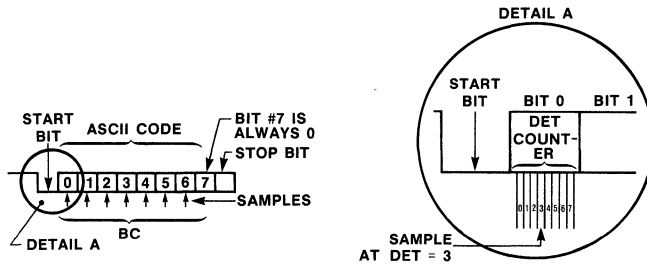 DETAIL A
START
BIT
ASCII CODE
BIT #7 IS
ALWAYS 0
STOP BIT
0 1 2 3 4 5 6 7
SAMPLES
BC
DETAIL A
START
BIT
BIT 0
BIT 1
DET
COUNT-
ER
0 1 2 3 4 5 6 7
SAMPLE
AT DET = 3